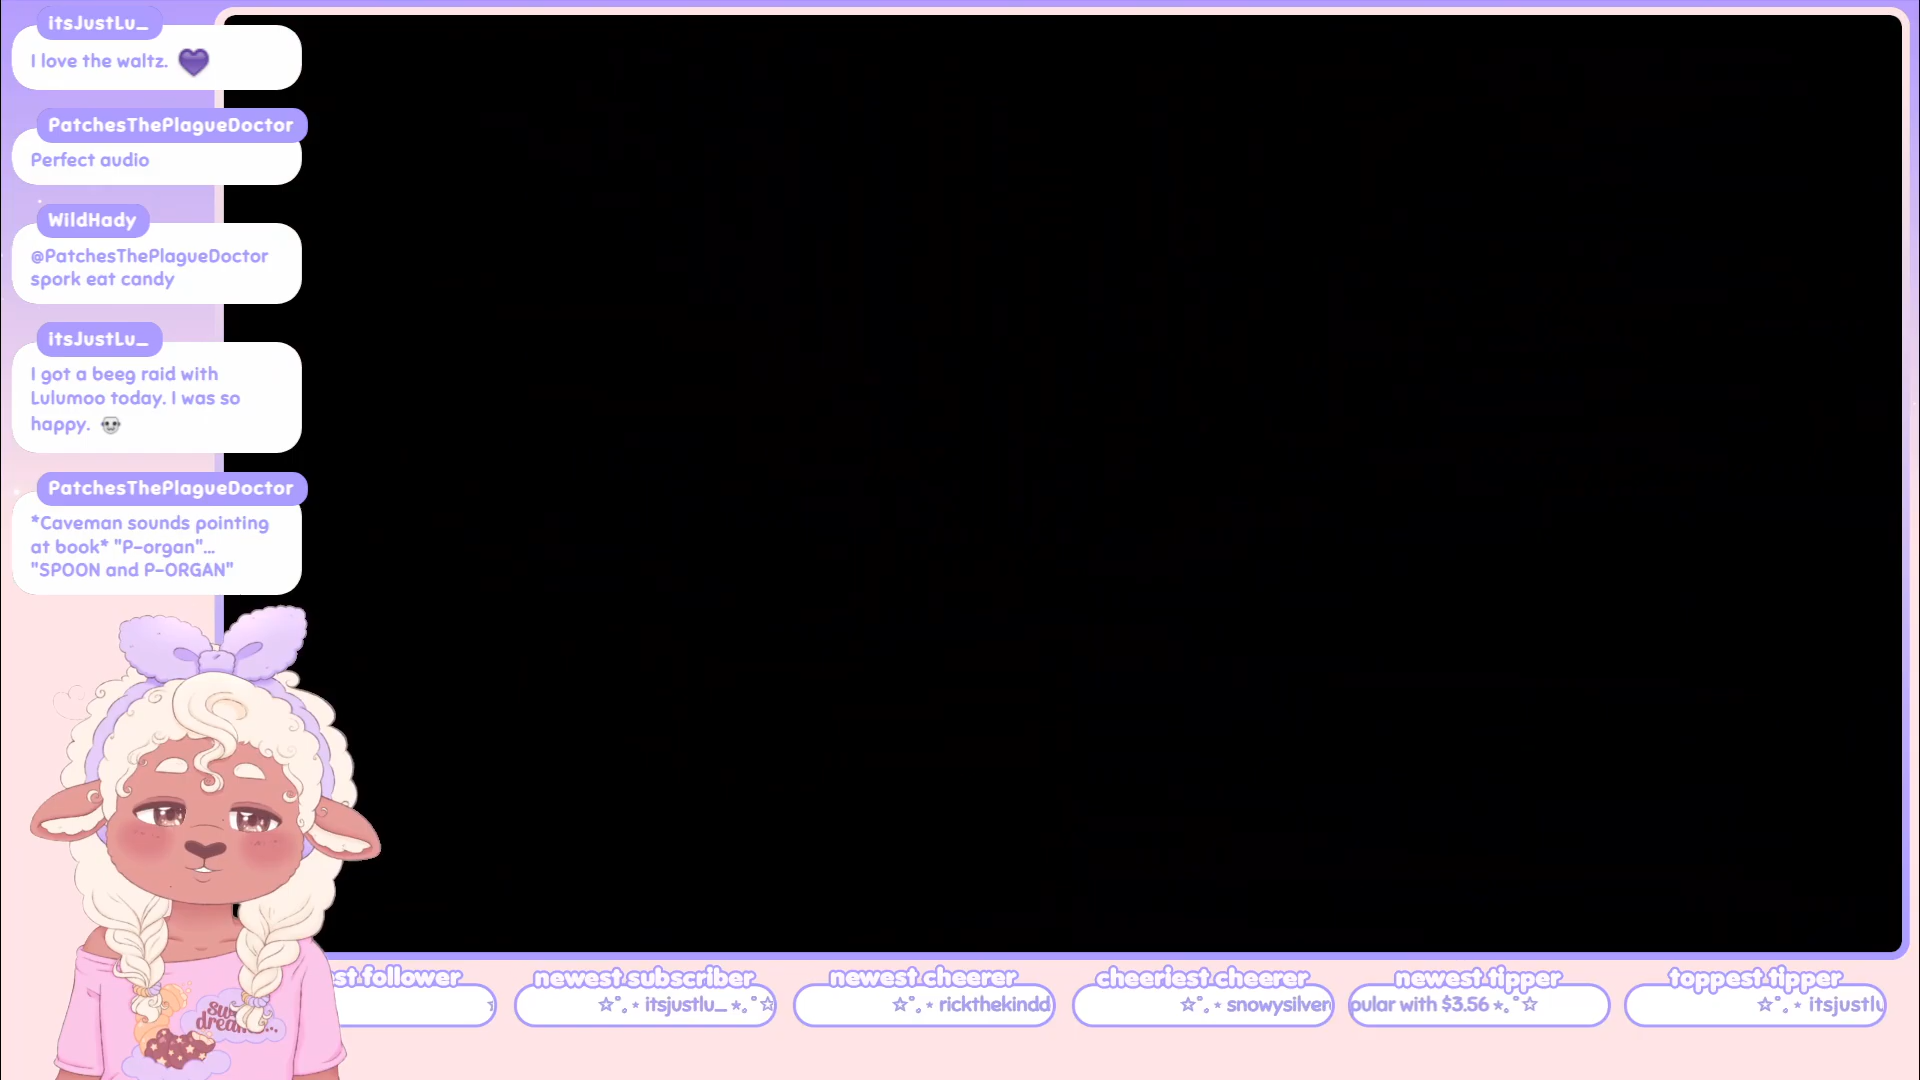 itsJustLu_
I love the waltz.
PatchesThePlagueDoctor
Perfect audio
WildHady
@PatchesThePlagueDoctor
spork eat candy
itsJustLu_
I got a beeg raid with
Lulumoo today. I was so
happy.
PatchesThePlagueDoctor
*Caveman sounds pointing
at book* "P-organ"...
"SPOON and P-ORGAN"
st follower
newest subscriber
☆˚｡⋆ itsjustlu_ ⋆｡˚☆
newest cheerer
☆˚｡⋆ rickthekindd
cheeriest cheerer
☆˚｡⋆ snowysilver
newest tipper
pular with $3.56 ⋆｡˚☆
toppest tipper
☆˚｡⋆ itsjustlu